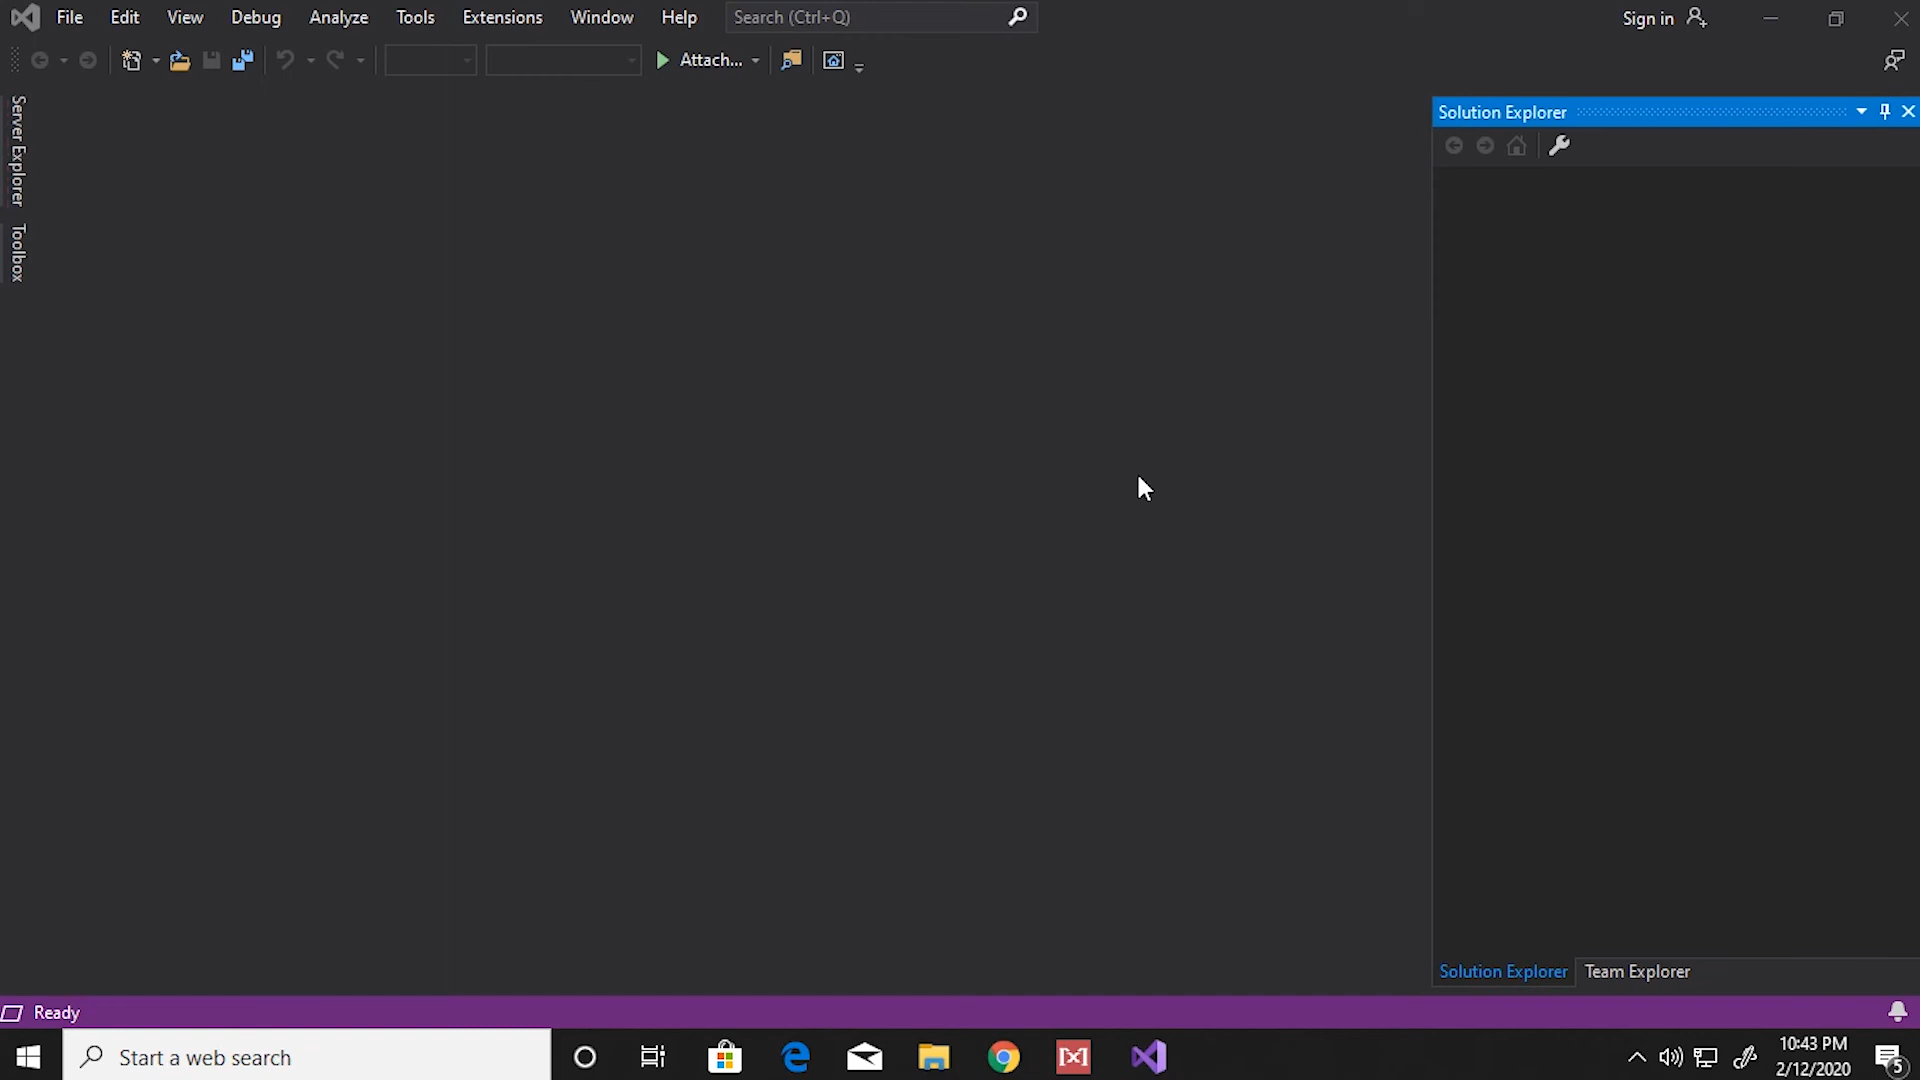 File Edit View Debug Analyze Tools Extensions Window Help Search (Ctrl+Q) Sign in
Attach...
Server Explorer
Toolbox
Solution Explorer
Solution Explorer Team Explorer
Ready
Start a web search
10:43 PM
2/12/2020
5